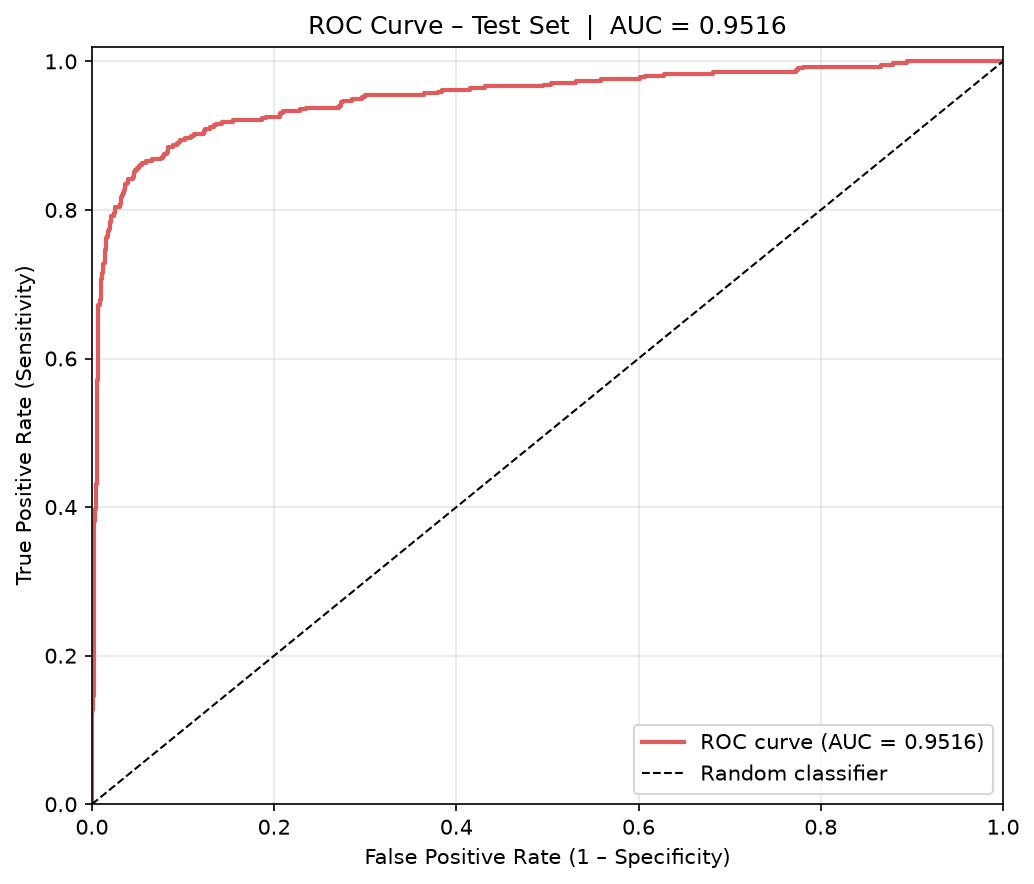 ROC Curve – Test Set | AUC = 0.9516
True Positive Rate (Sensitivity)
1.0
0.8
0.6
0.4
0.2
0.0
ROC curve (AUC = 0.9516)
Random classifier
0.0 0.2 0.4 0.6 0.8 1.0
False Positive Rate (1 – Specificity)